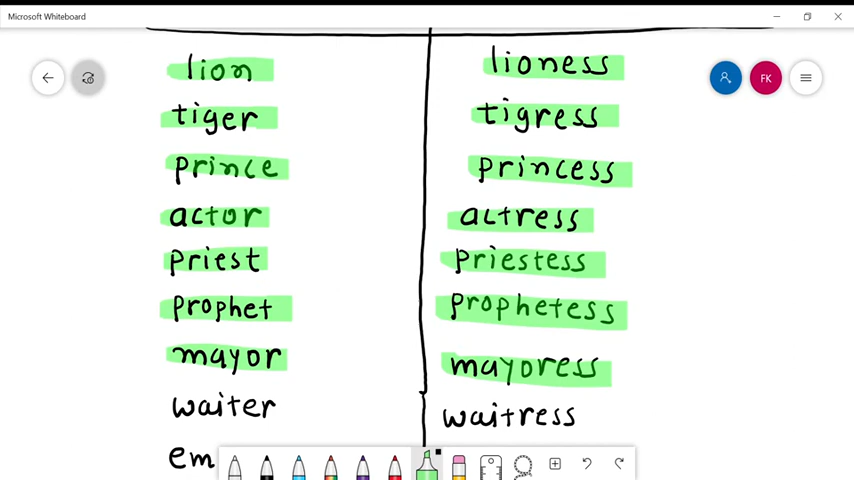 Microsoft Whiteboard
lion lioness
FK
tiger tigress
prince princess
actor actress
priest priestess
prophet prophetess
mayor mayoress
waiter waitress
em